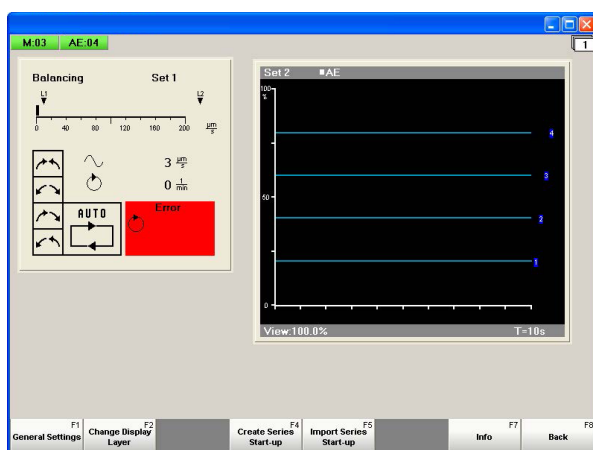 M:03 AE:04
1
Balancing Set 1
L1 L2
0 40 80 120 160 200 µm/s
3 µm/s
0 1/min
AUTO
Error
Set 2 ■AE
100
%
4
3
50
2
1
0
View:100.0% T=10s
F1 F2 F4 F5 F7 F8
General Settings Change Display Layer Create Series Start-up Import Series Start-up Info Back